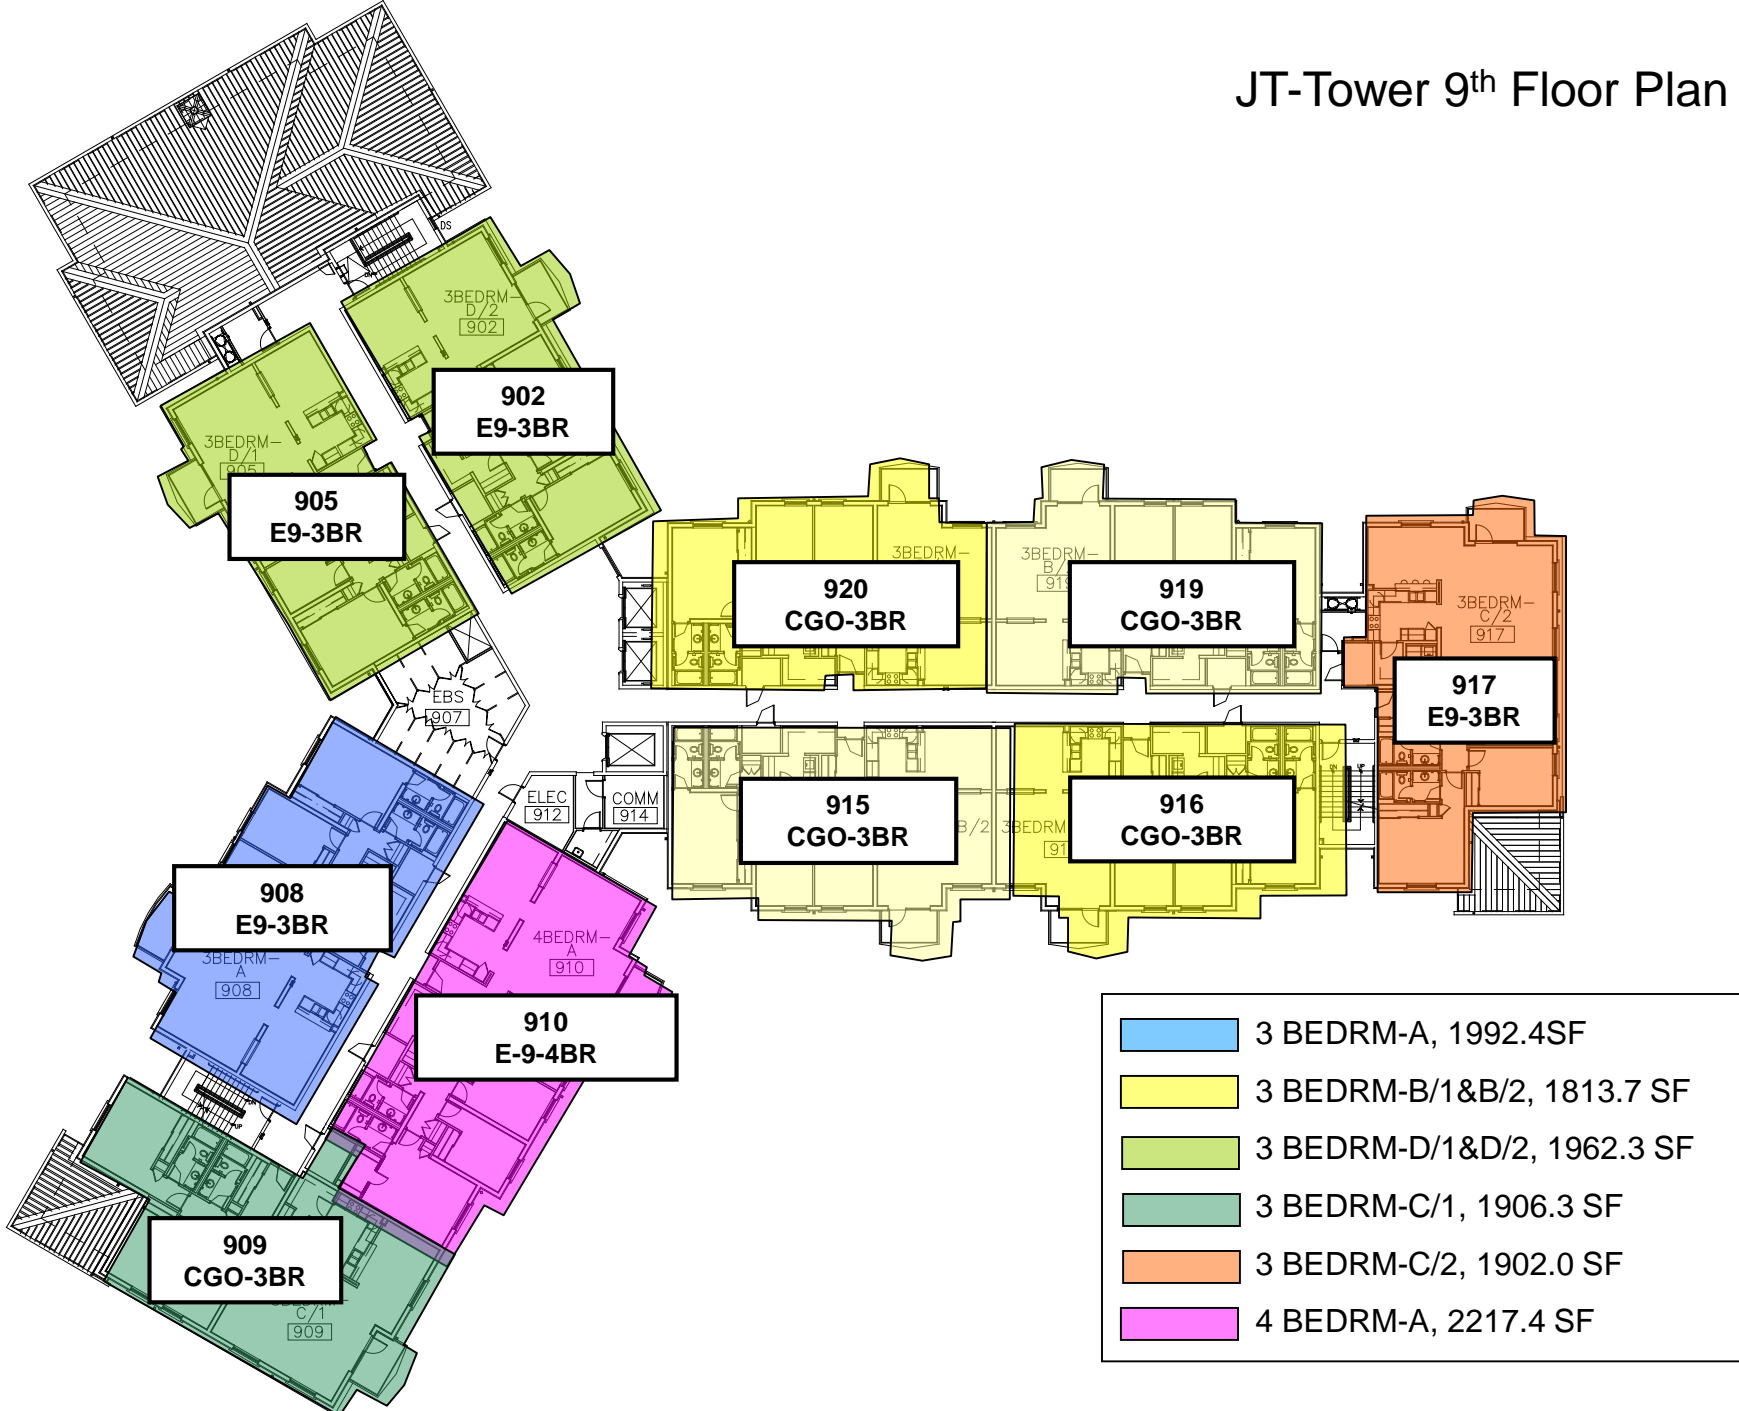 JT-Tower 9th Floor Plan
DS
3BEDRM-
D/2
902
902
E9-3BR
3BEDRM-
D/1
905
905
E9-3BR
3BEDRM-
920
CGO-3BR
3BEDRM-
919
CGO-3BR
3BEDRM-
C/2
917
917
E9-3BR
EBS
907
ELEC
912
COMM
914
915
CGO-3BR
B/2
3BEDRM
916
CGO-3BR
908
E9-3BR
3BEDRM-
A
908
4BEDRM-
A
910
910
E-9-4BR
UP
909
CGO-3BR
C/1
909
3 BEDRM-A, 1992.4SF
3 BEDRM-B/1&B/2, 1813.7 SF
3 BEDRM-D/1&D/2, 1962.3 SF
3 BEDRM-C/1, 1906.3 SF
3 BEDRM-C/2, 1902.0 SF
4 BEDRM-A, 2217.4 SF